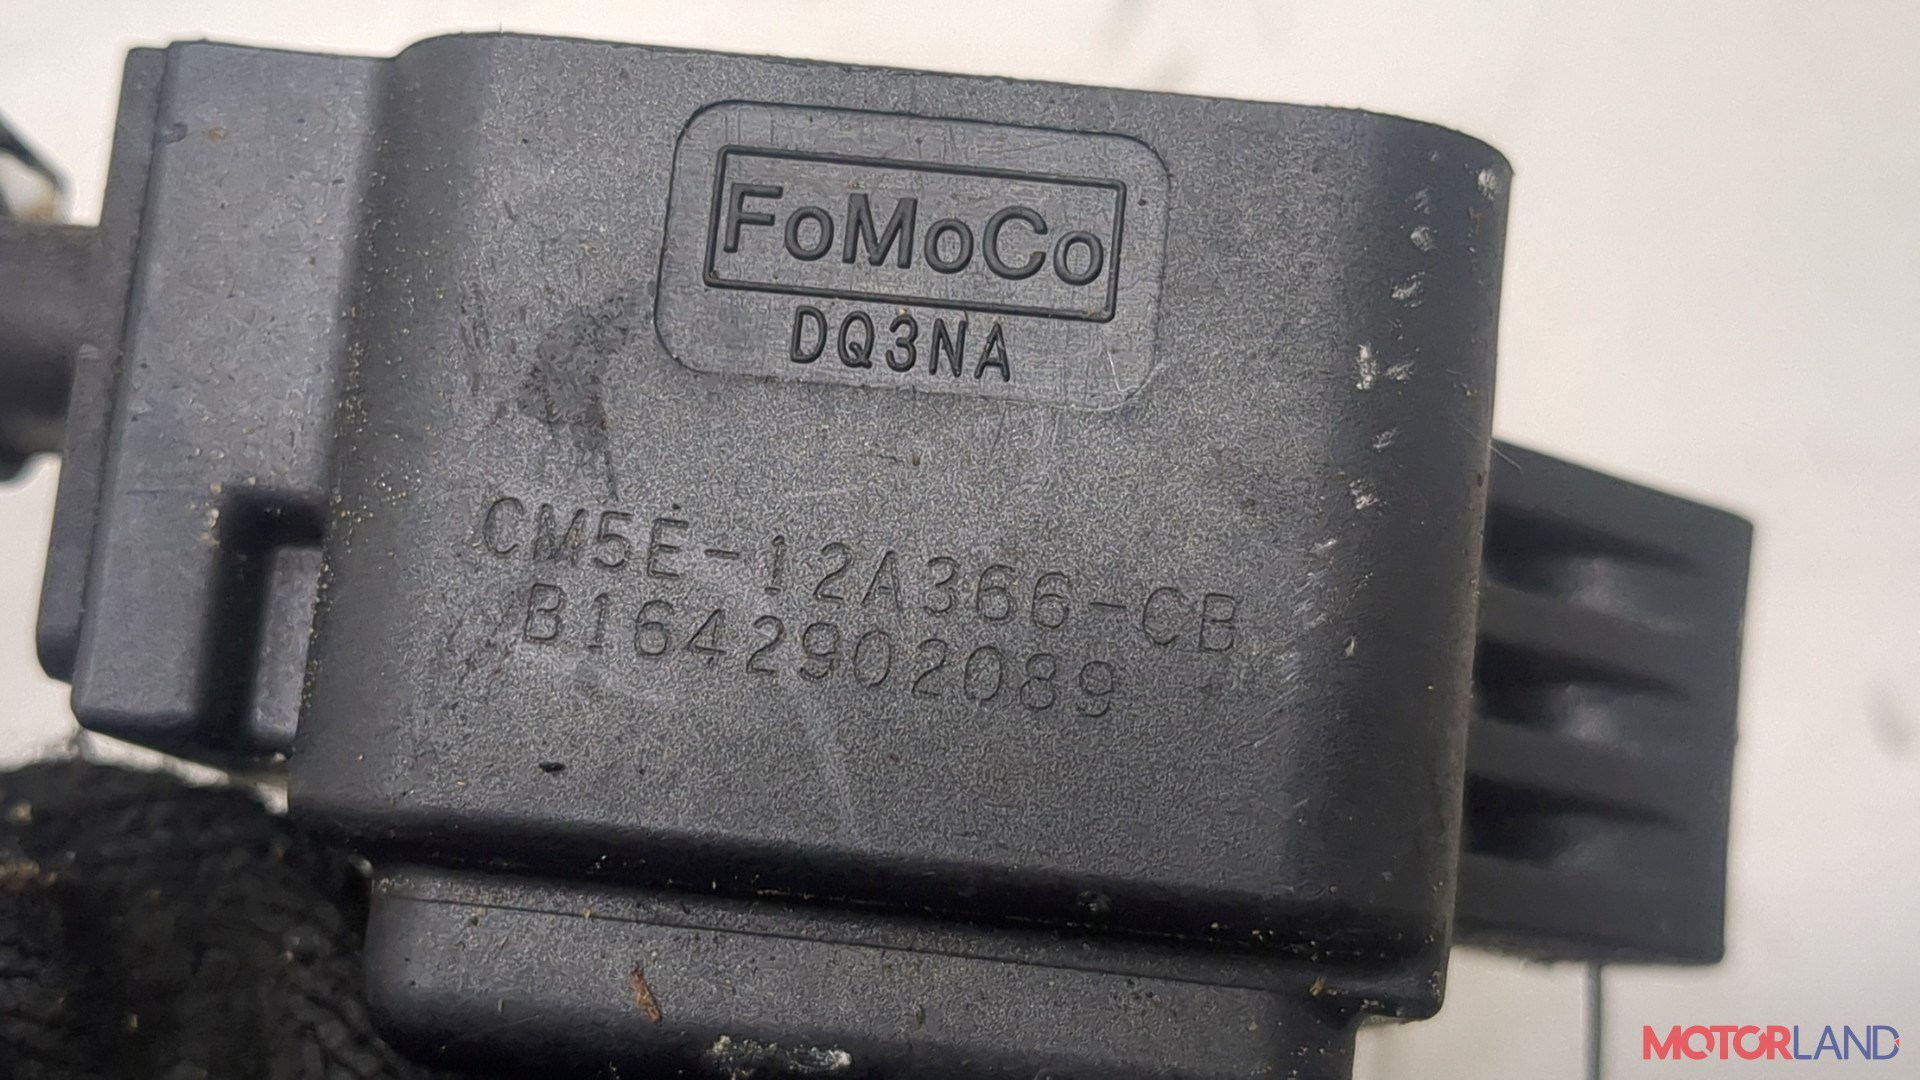 FoMoCo
DQ3NA
CM5E-12A366-CB
B1642902089
MOTORLAND